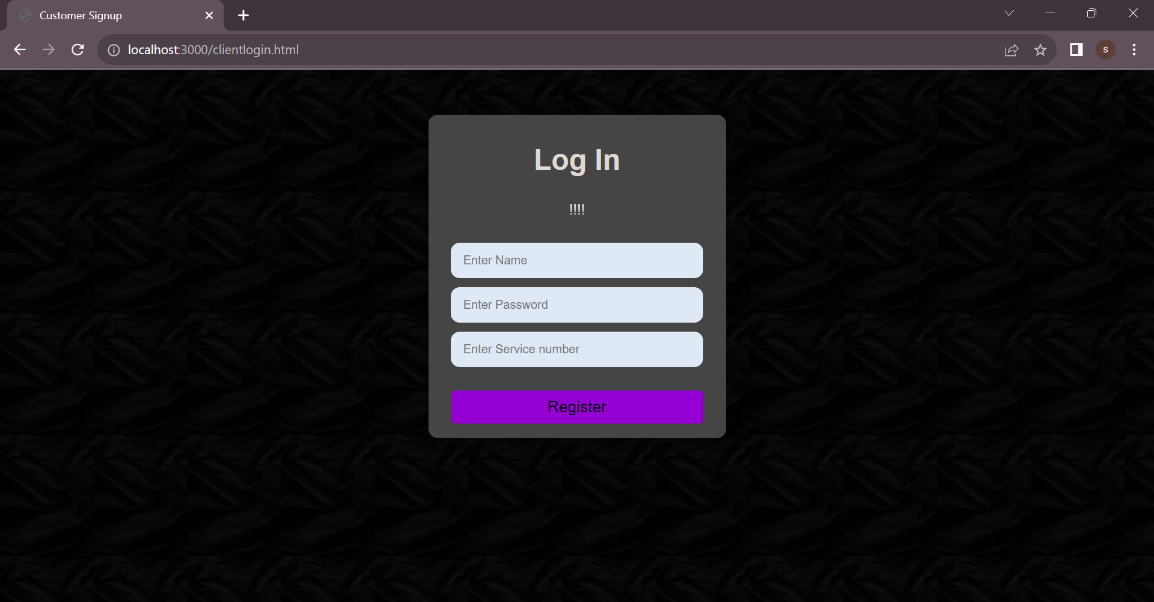 Customer Signup
localhost:3000/clientlogin.html
S
Log In
!!!!
Enter Name
Enter Password
Enter Service number
Register